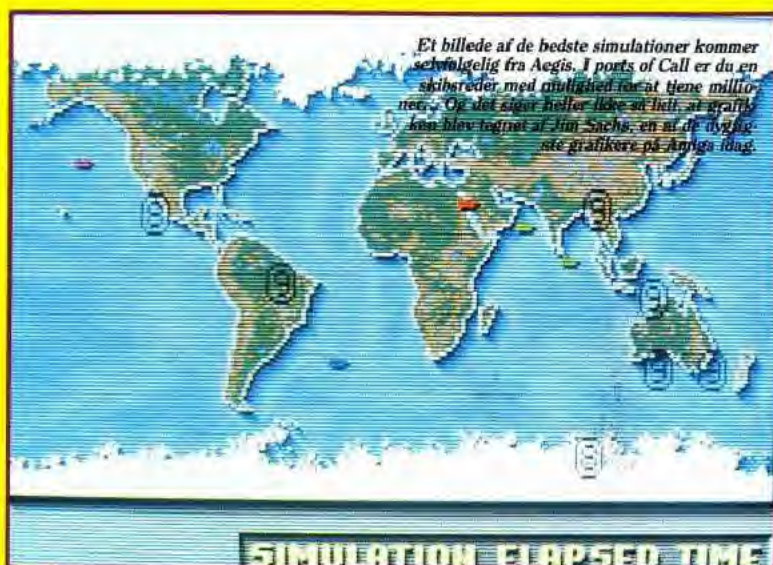 Et billede af de bedste simulationer kommer
selvfølgelig fra Aegis. I ports of Call er du en
skibsreder med mulighed for at tjene millio-
ner. . Og det siger heller ikke så lidt, at grafik-
ken blev tegnet af Jim Sachs, en af de dygtig-
ste grafikere på Amiga idag.
SIMULATION ELAPSED TIME